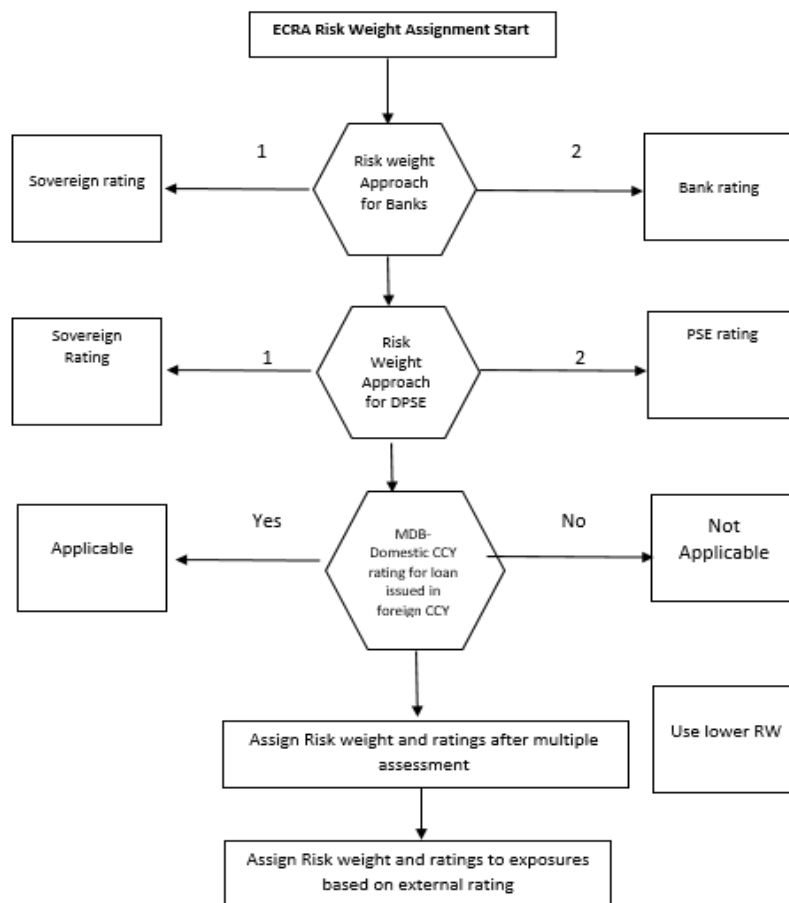 ECRA Risk Weight Assignment Start
1
2
Risk weight
Approach
for Banks
Sovereign rating
Bank rating
Sovereign
Rating
1
Risk
Weight
Approach
for DPSE
2
PSE rating
Yes
No
Applicable
MDB-
Domestic CCY
rating for loan
issued in
foreign CCY
Not
Applicable
Assign Risk weight and ratings after multiple
assessment
Use lower RW
Assign Risk weight and ratings to exposures
based on external rating